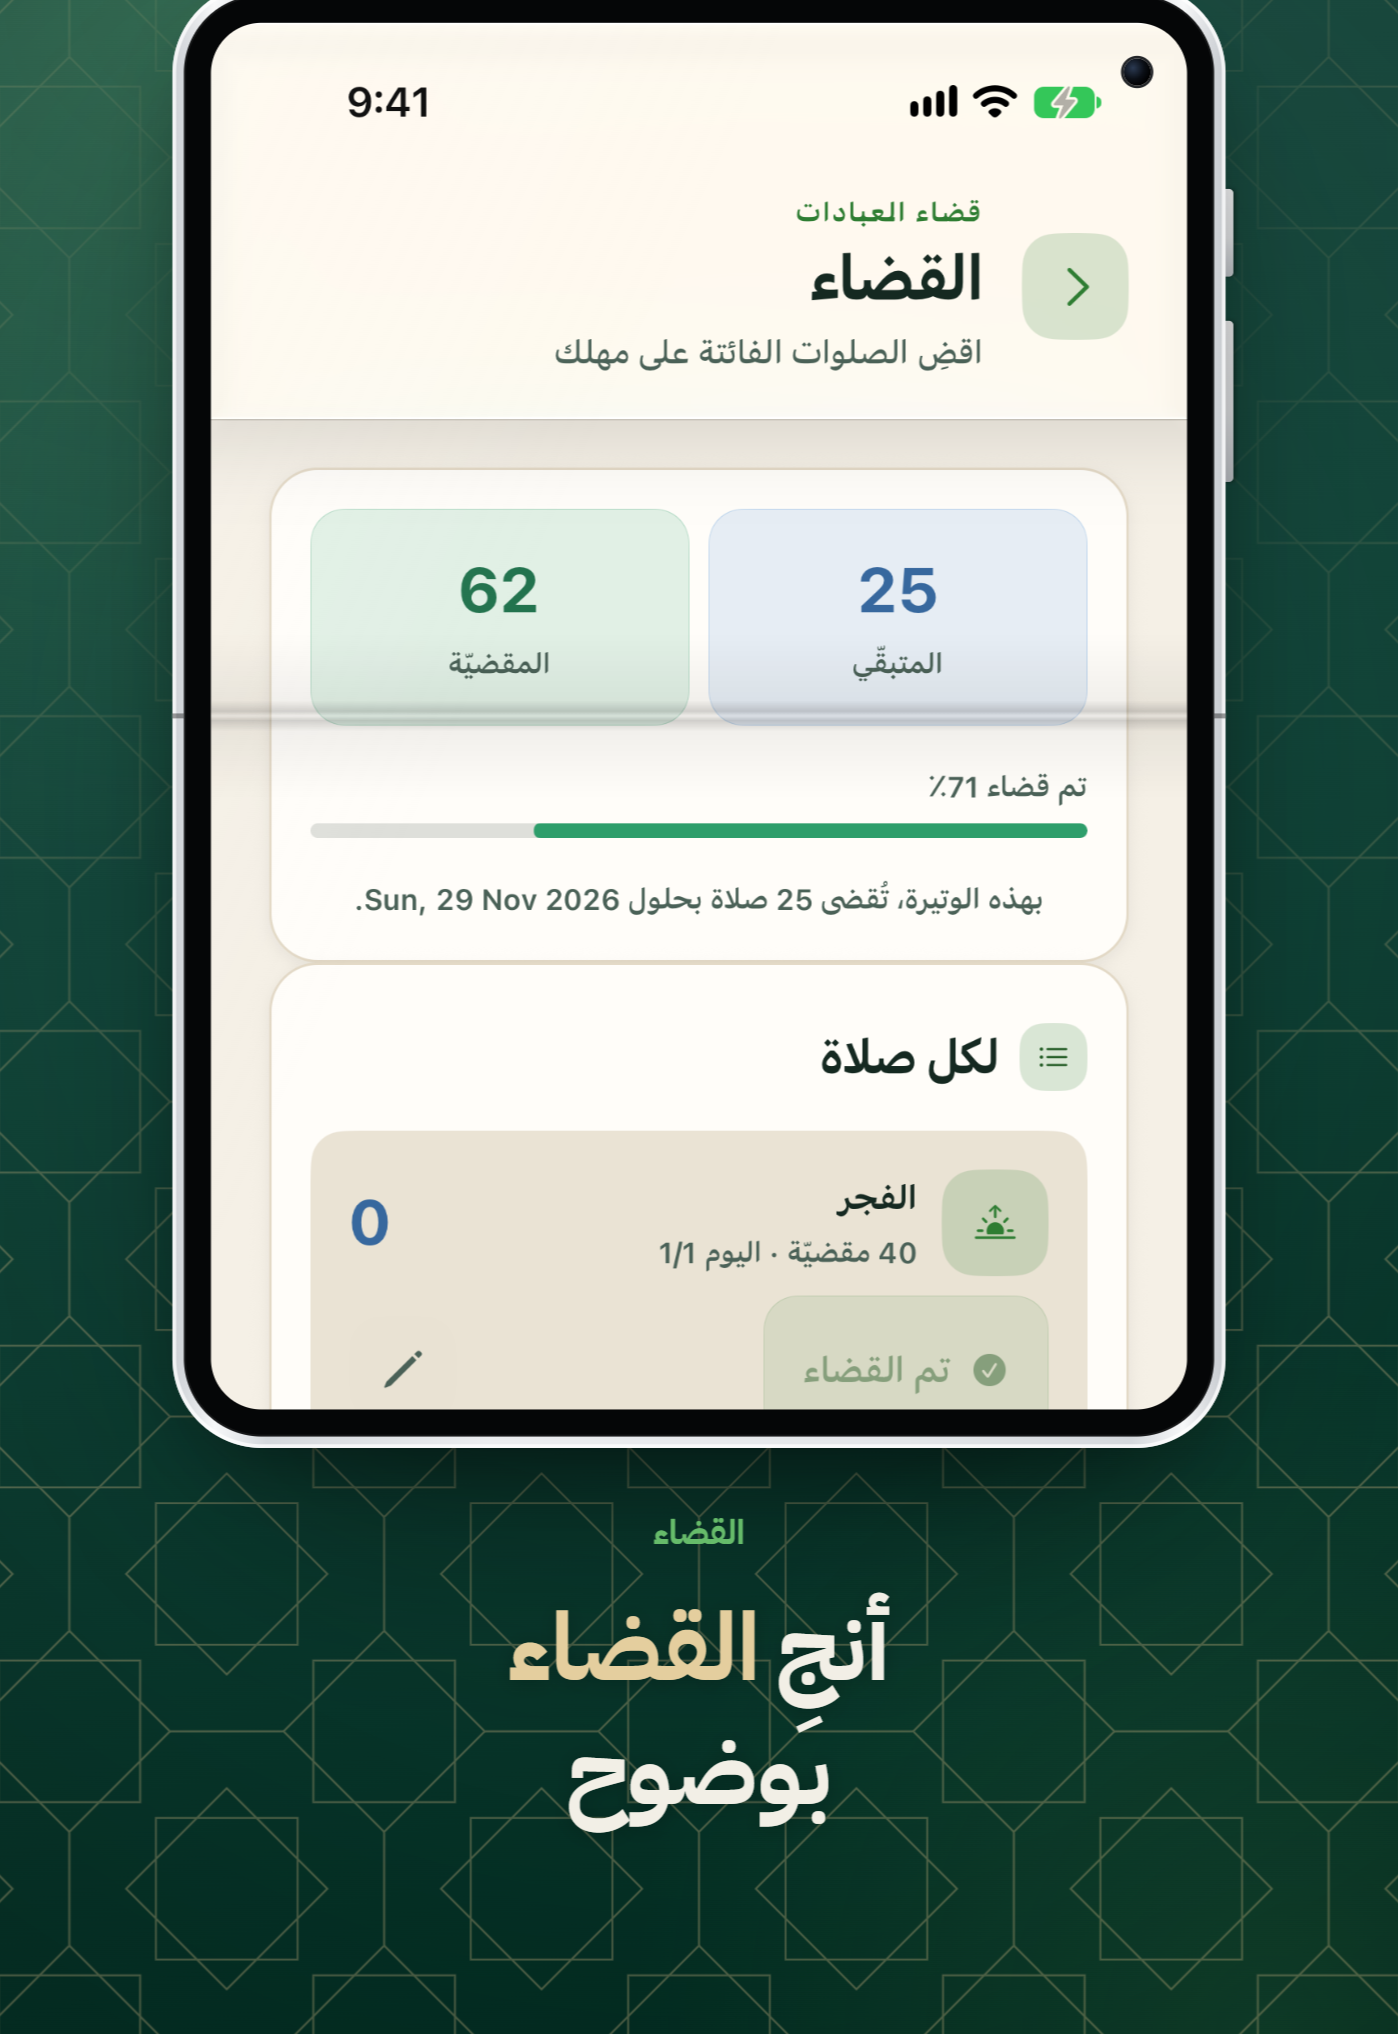 9:41
قضاء العبادات
القضاء
اقضِ الصلوات الفائتة على مهلك
25
المتبقّي
62
المقضيّة
تم قضاء 71٪
بهذه الوتيرة، تُقضى 25 صلاة بحلول Sun, 29 Nov 2026.
لكل صلاة
الفجر
40 مقضيّة · اليوم 1/1
0
تم القضاء
القضاء
أنجِ القضاء
بوضوح